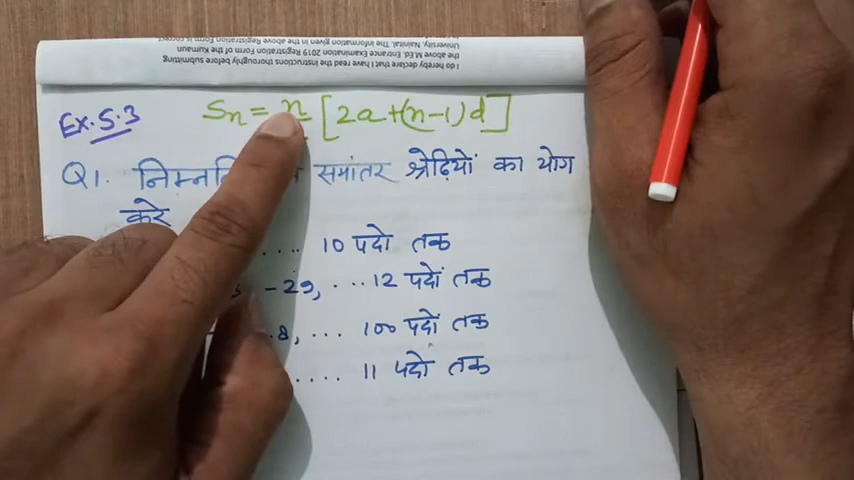 I do hereby declare that I have read the instructions thoroughly before submitting
the above M.Ed. Entrance Examination 2019 Registration Form of the Kumaun
University, Nainital. The information given in the above Registration Form is correct
Ex. 5.3
Sn = n [2a+(n-1)d]
Q1. समांतर श्रेढ़ियों का योग
करे
.... 10 पदो तक
-29, ... 12 पदों तक
.8, ... 100 पदों तक
.... 11 पदो तक